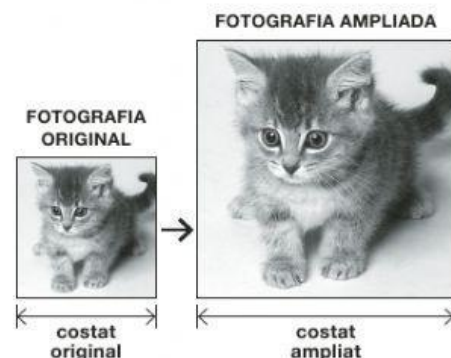 FOTOGRAFIA AMPLIADA
FOTOGRAFIA
ORIGINAL
costat
original
costat
ampliat